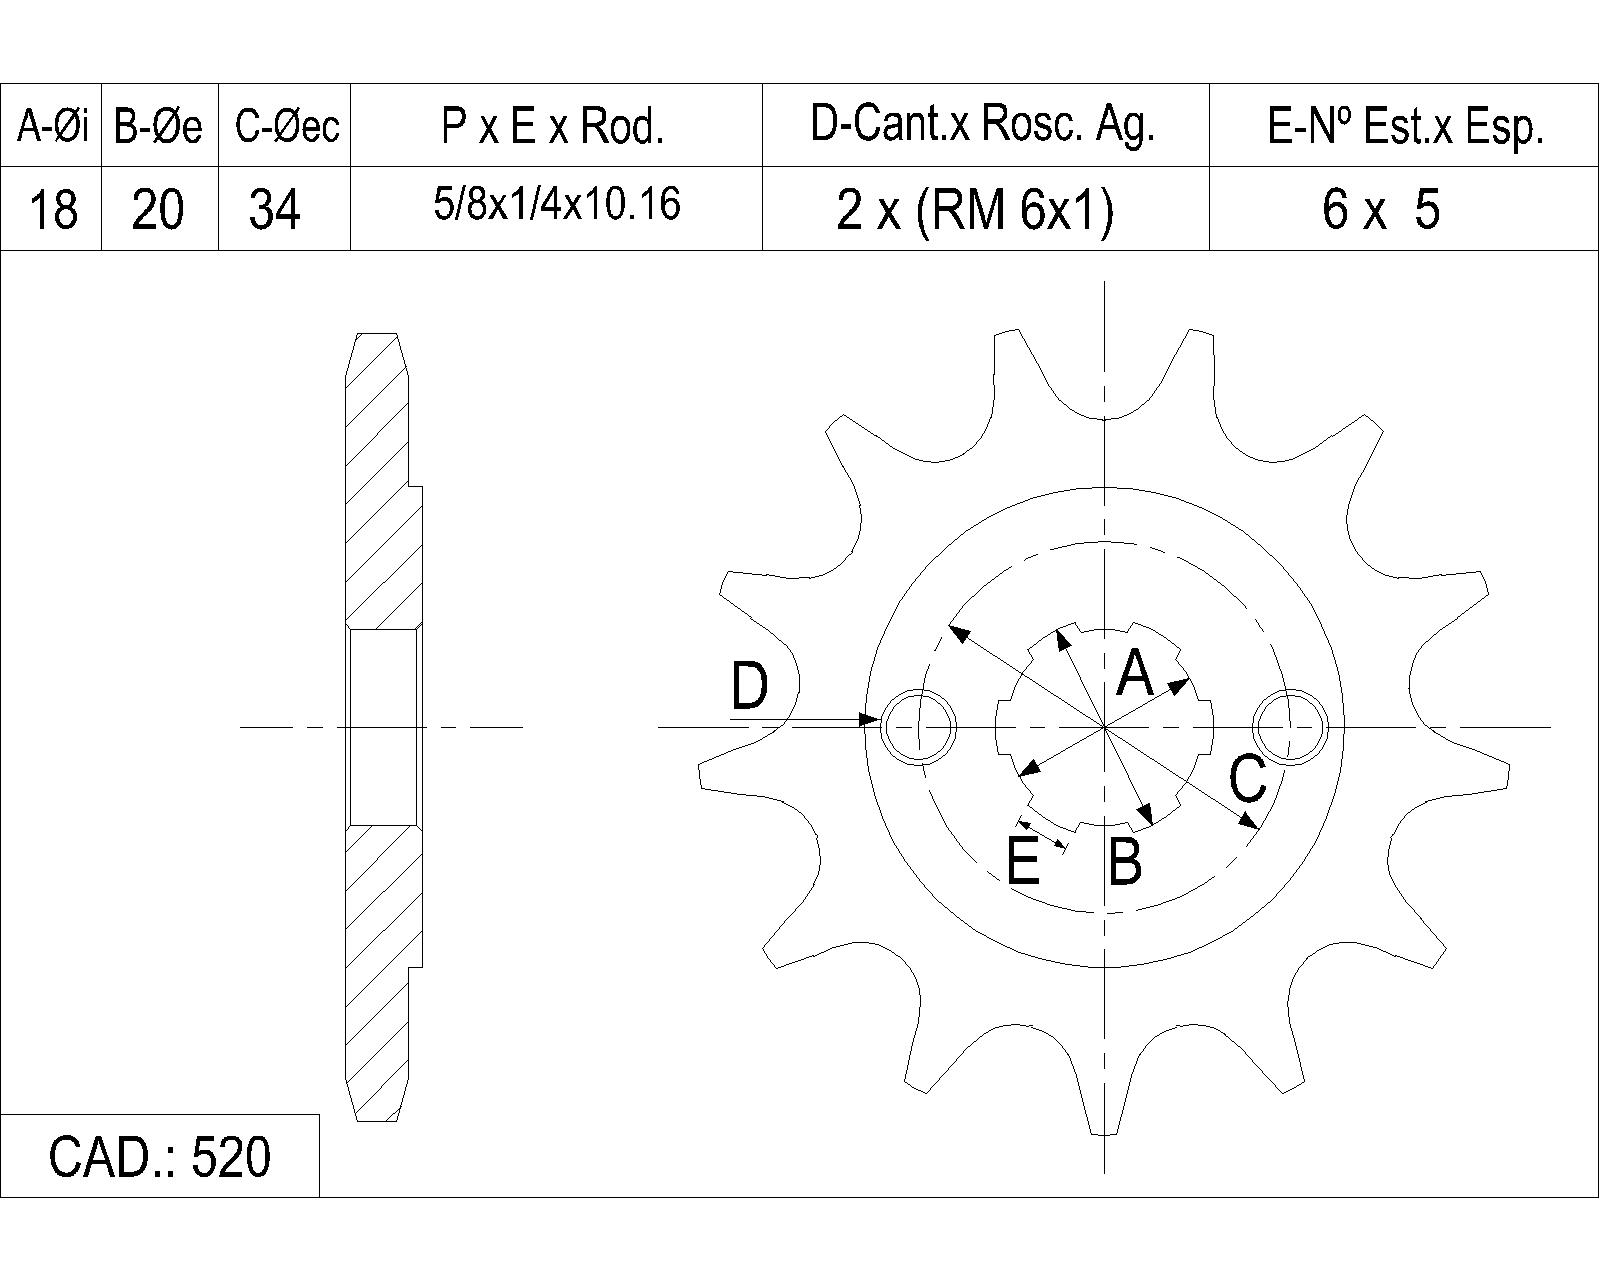 A-Øi B-Øe C-Øec P x E x Rod. D-Cant.x Rosc. Ag. E-Nº Est.x Esp.
18 20 34 5/8x1/4x10.16 2 x (RM 6x1) 6 x 5
A
D
C
E
B
CAD.: 520